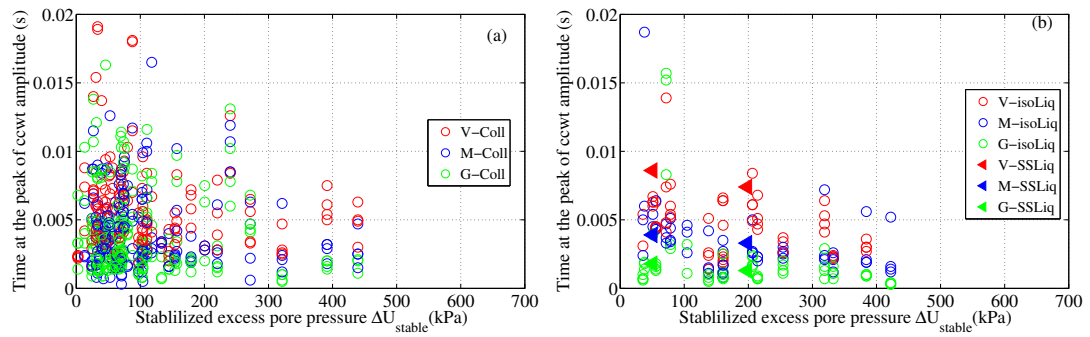 Time at the peak of ccwt amplitude (s)
0.02
0.015
0.01
0.005
0
(a)
V−Coll
M−Coll
G−Coll
0 100 200 300 400 500 600 700
Stablilized excess pore pressure ΔU_stable(kPa)
Time at the peak of ccwt amplitude (s)
0.02
0.015
0.01
0.005
0
(b)
V−isoLiq
M−isoLiq
G−isoLiq
V−SSLiq
M−SSLiq
G−SSLiq
0 100 200 300 400 500 600 700
Stablilized excess pore pressure ΔU_stable(kPa)